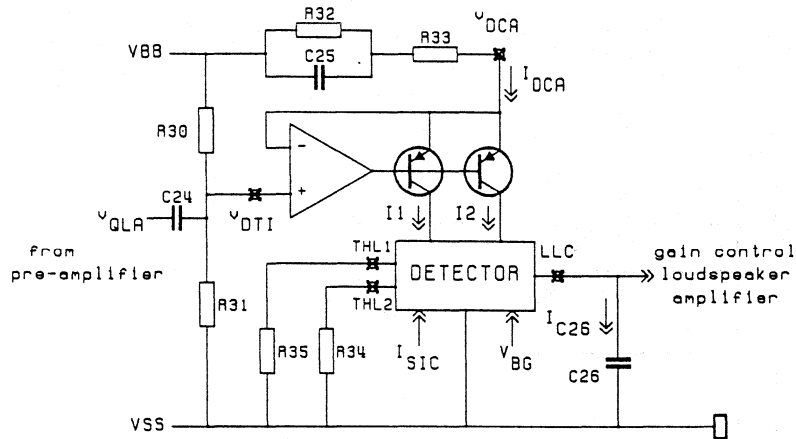 R32
VDCA
VBB
C25
R33
IDCA
R30
-
+
C24
VQLA
VDTI
I1
I2
from
pre-amplifier
THL1
THL2
DETECTOR
LLC
gain control
loudspeaker
amplifier
R31
R35
R34
ISIC
VBG
IC26
C26
VSS